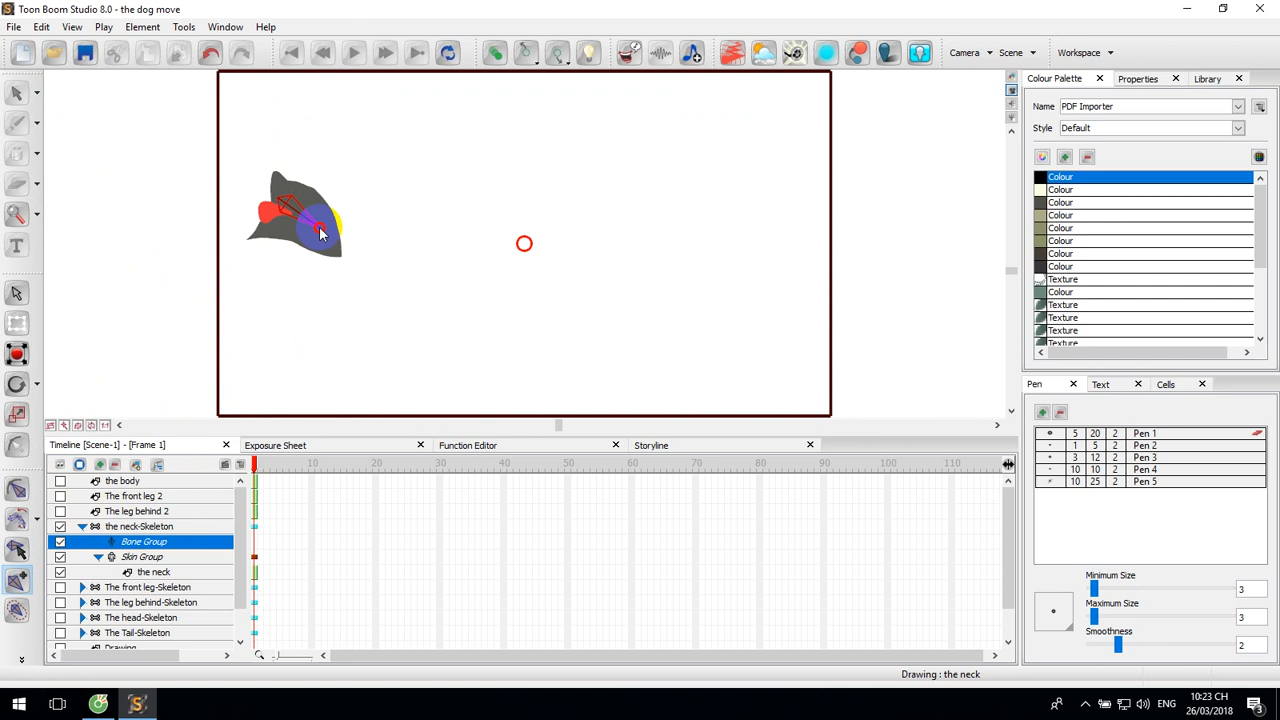 Toon Boom Studio 8.0 - the dog move
File Edit View Play Element Tools Options Window Help
Camera Scene Workspace
Colour Palette Properties Library
Name PDF Importer
Style Default
Colour
Colour
Colour
Colour
Colour
Colour
Colour
Colour
Texture
Colour
Texture
Texture
Texture
Texture
Pen Text Cells
5 20 2 Pen 1
1 5 2 Pen 2
3 12 2 Pen 3
10 10 2 Pen 4
10 25 2 Pen 5
Minimum Size
3
Maximum Size
3
Smoothness
2
Timeline [Scene-1] - [Frame 1] Exposure Sheet Function Editor Storyline
10 20 30 40 50 60 70 80 90 100 110
the body
The front leg 2
The leg behind 2
the neck-Skeleton
Bone Group
Skin Group
the neck
The front leg-Skeleton
The leg behind-Skeleton
The head-Skeleton
The Tail-Skeleton
Drawing
Drawing : the neck
ENG
10:23 CH
26/03/2018
3